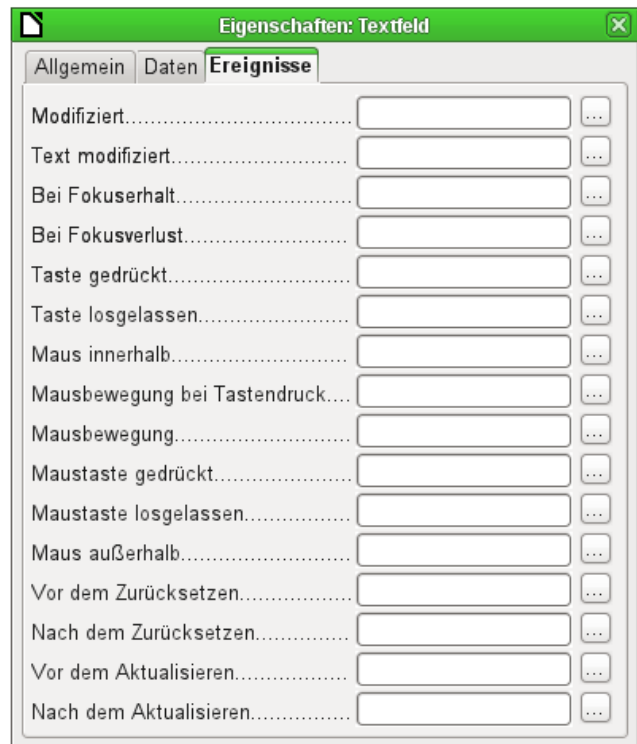 Eigenschaften: Textfeld
Allgemein Daten Ereignisse
Modifiziert.................................... ...
Text modifiziert............................ ...
Bei Fokuserhalt............................. ...
Bei Fokusverlust........................... ...
Taste gedrückt............................. ...
Taste losgelassen........................ ...
Maus innerhalb............................ ...
Mausbewegung bei Tastendruck.... ...
Mausbewegung............................ ...
Maustaste gedrückt...................... ...
Maustaste losgelassen................. ...
Maus außerhalb........................... ...
Vor dem Zurücksetzen.................. ...
Nach dem Zurücksetzen............... ...
Vor dem Aktualisieren................... ...
Nach dem Aktualisieren................ ...